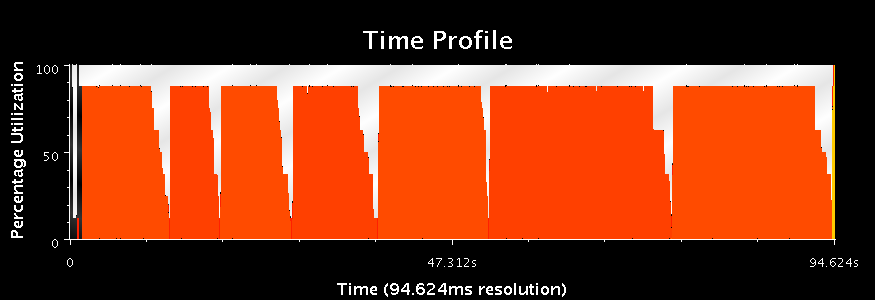 Time Profile
Percentage Utilization
100
50
0
0
47.312s
94.624s
Time (94.624ms resolution)